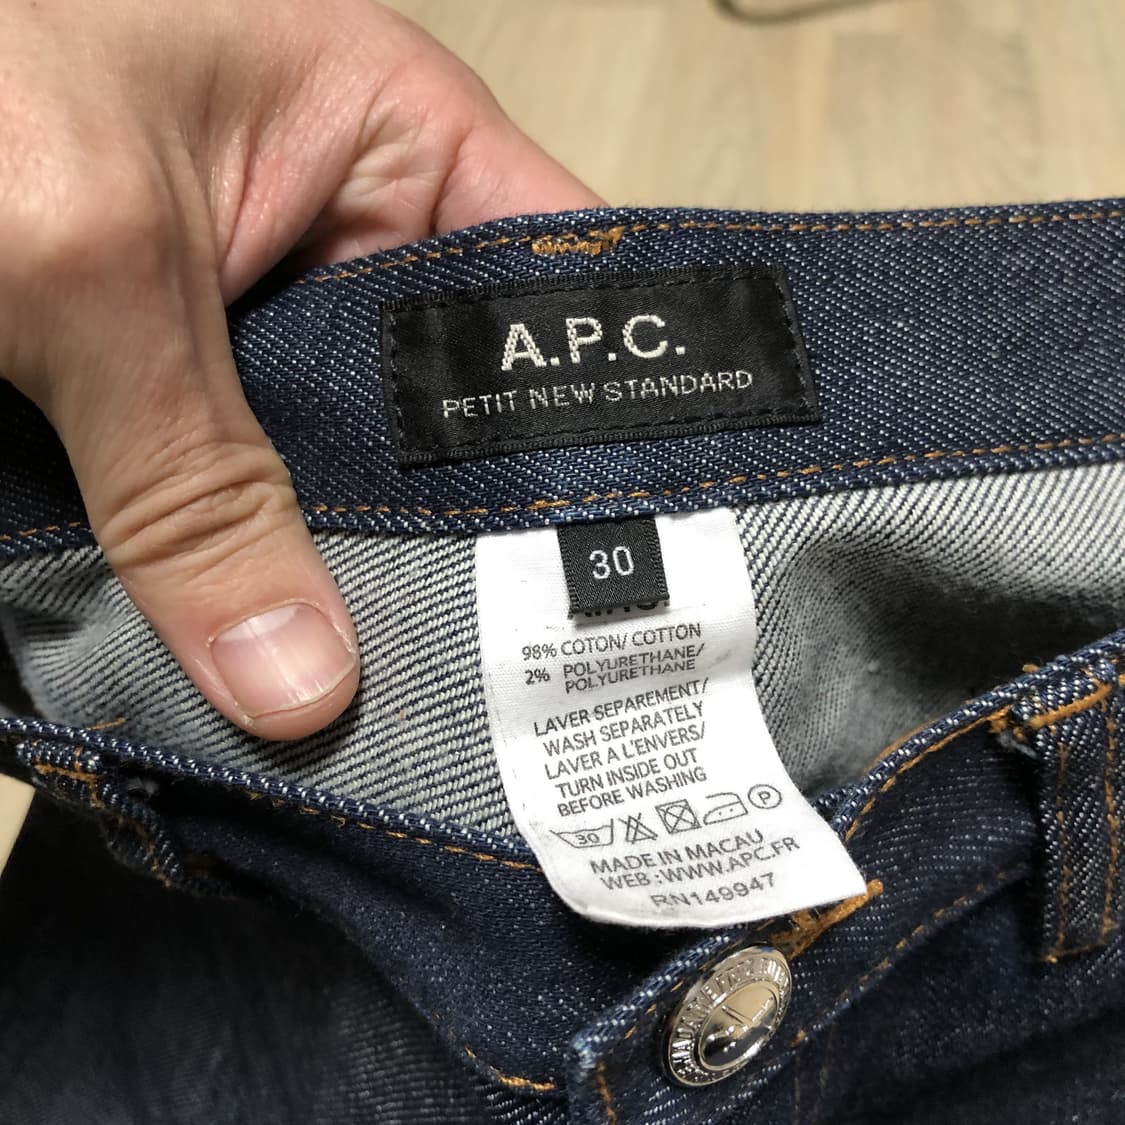 A.P.C.
PETIT NEW STANDARD
30
98% COTON/ COTTON
2% POLYURETHANE/
POLYURETHANE
LAVER SEPAREMENT/
WASH SEPARATELY
LAVER A L'ENVERS/
TURN INSIDE OUT
BEFORE WASHING
30 P
MADE IN MACAU
WEB :WWW.APC.FR
RN149947